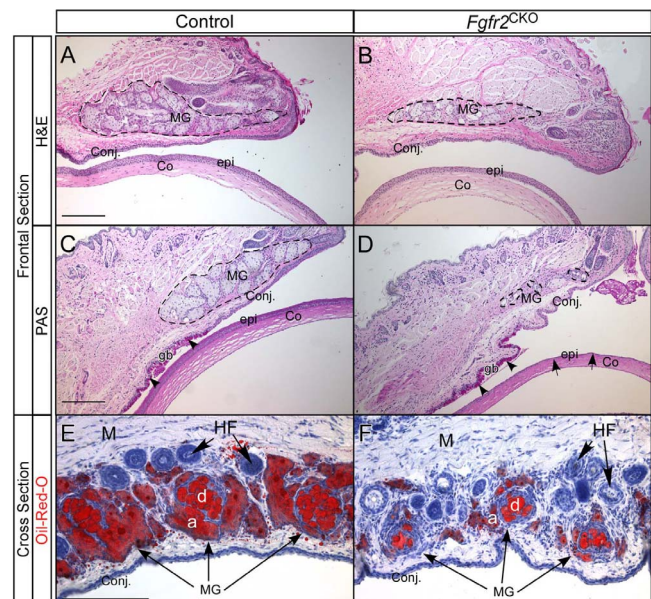 Control
Fgfr2CKO
Frontal Section
H&E
PAS
Cross Section
Oil-Red-O
A
MG
Conj.
Co
epi
B
MG
Conj.
epi
Co
C
MG
Conj.
epi
Co
gb
D
MG
Conj.
epi
Co
gb
E
M
HF
d
a
Conj.
MG
F
M
HF
d
a
Conj.
MG